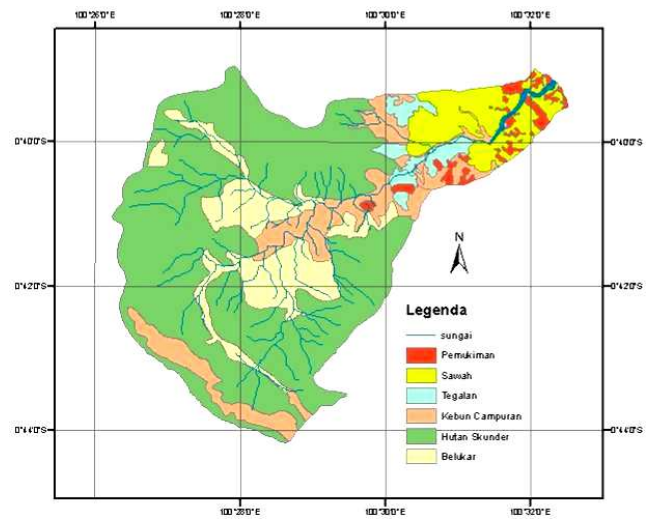 100°26'0"E 100°28'0"E 100°30'0"E 100°32'0"E
0°40'0"S 0°40'0"S
0°42'0"S 0°42'0"S
0°44'0"S 0°44'0"S
N
Legenda
sungai
Pemukiman
Sawah
Tegalan
Kebun Campuran
Hutan Skunder
Belukar
100°28'0"E 100°30'0"E 100°32'0"E